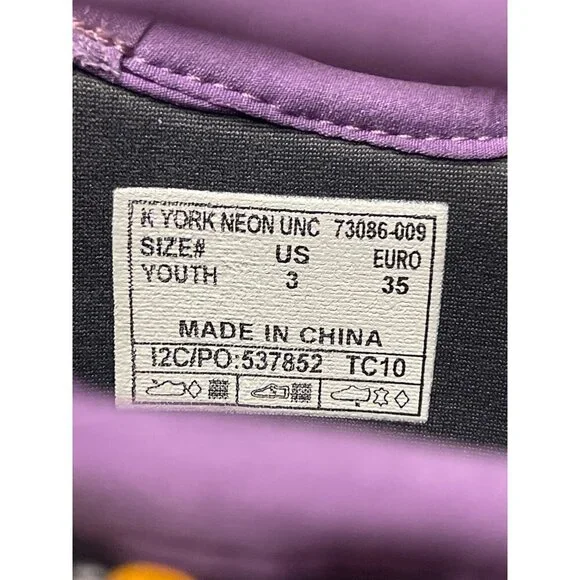 K YORK NEON UNC 73086-009
SIZE# US EURO
YOUTH 3 35
MADE IN CHINA
I2C/PO:537852 TC10